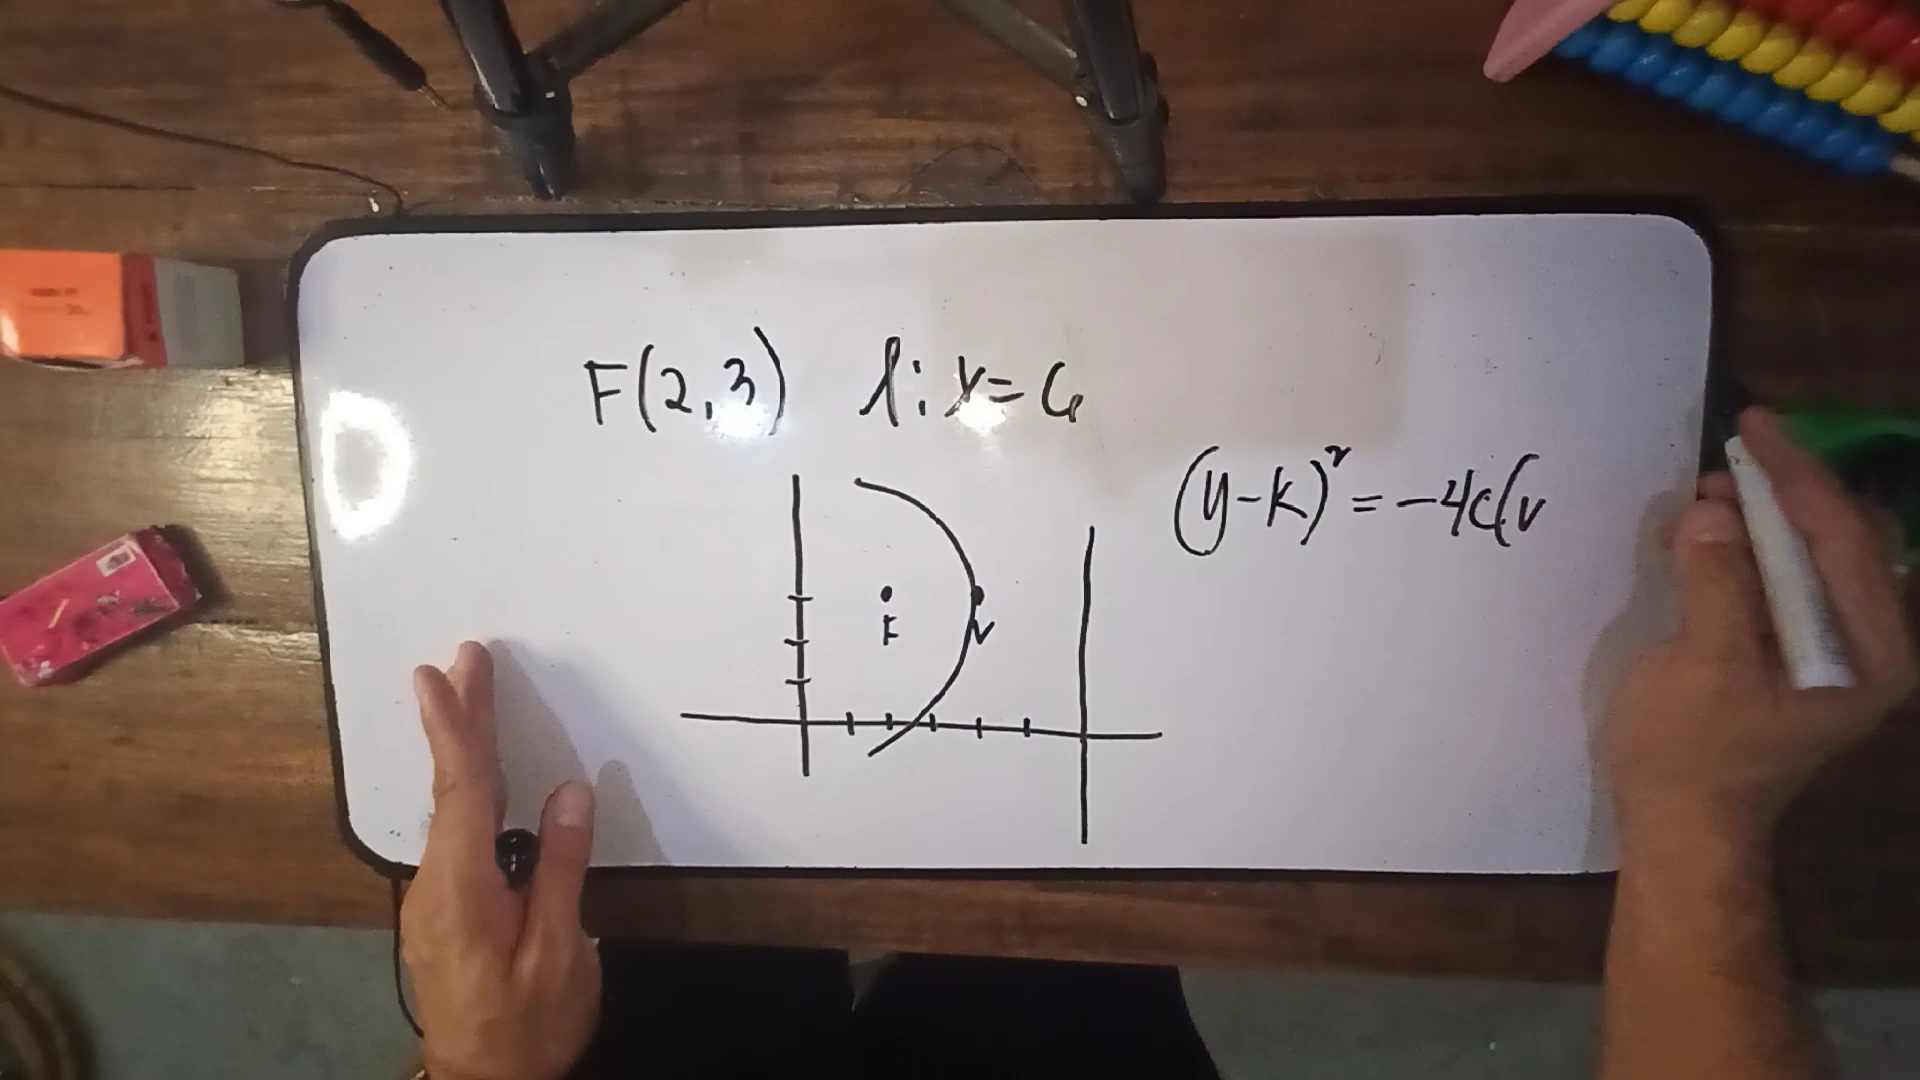 F(2,3) l: x=6
(y-k)² = -4c(v
F V